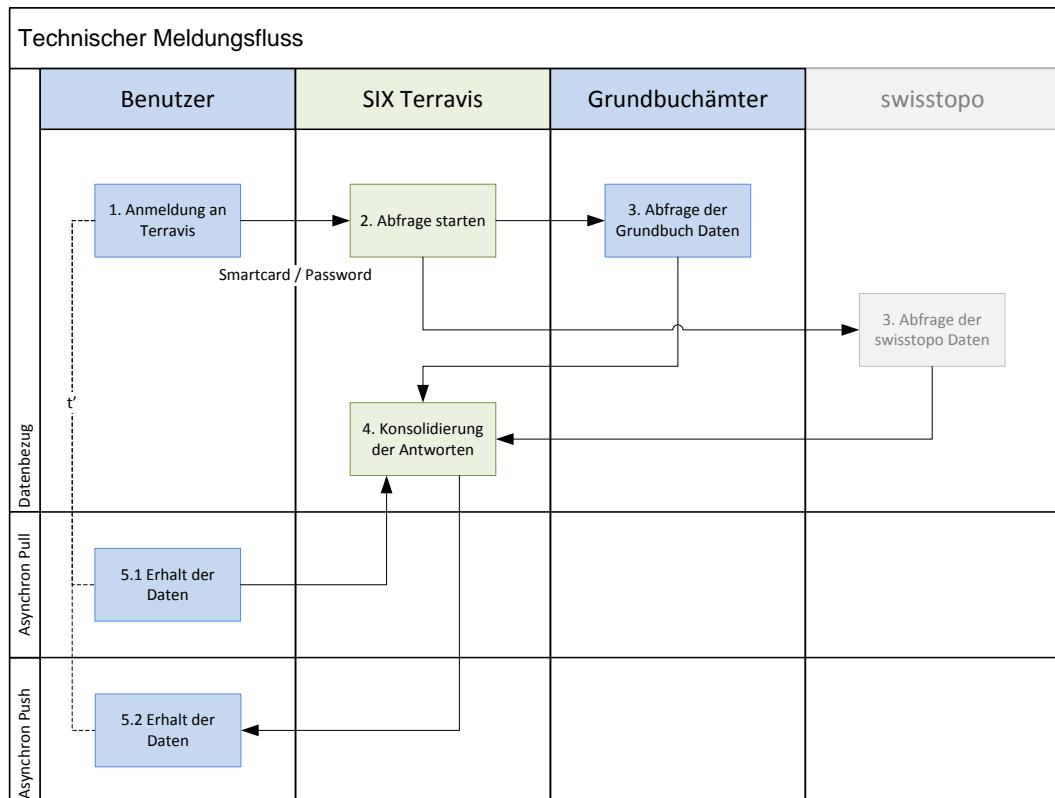 Technischer Meldungsfluss
Benutzer
SIX Terravis
Grundbuchämter
swisstopo
1. Anmeldung an
Terravis
2. Abfrage starten
3. Abfrage der
Grundbuch Daten
Smartcard / Password
3. Abfrage der
swisstopo Daten
t'
4. Konsolidierung
der Antworten
Datenbezug
5.1 Erhalt der
Daten
Asynchron Pull
5.2 Erhalt der
Daten
Asynchron Push